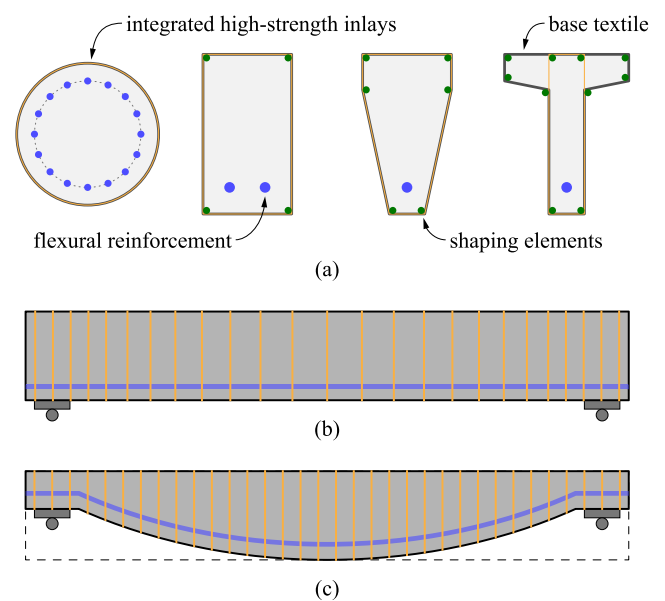 integrated high-strength inlays
base textile
flexural reinforcement
shaping elements
(a)
(b)
(c)